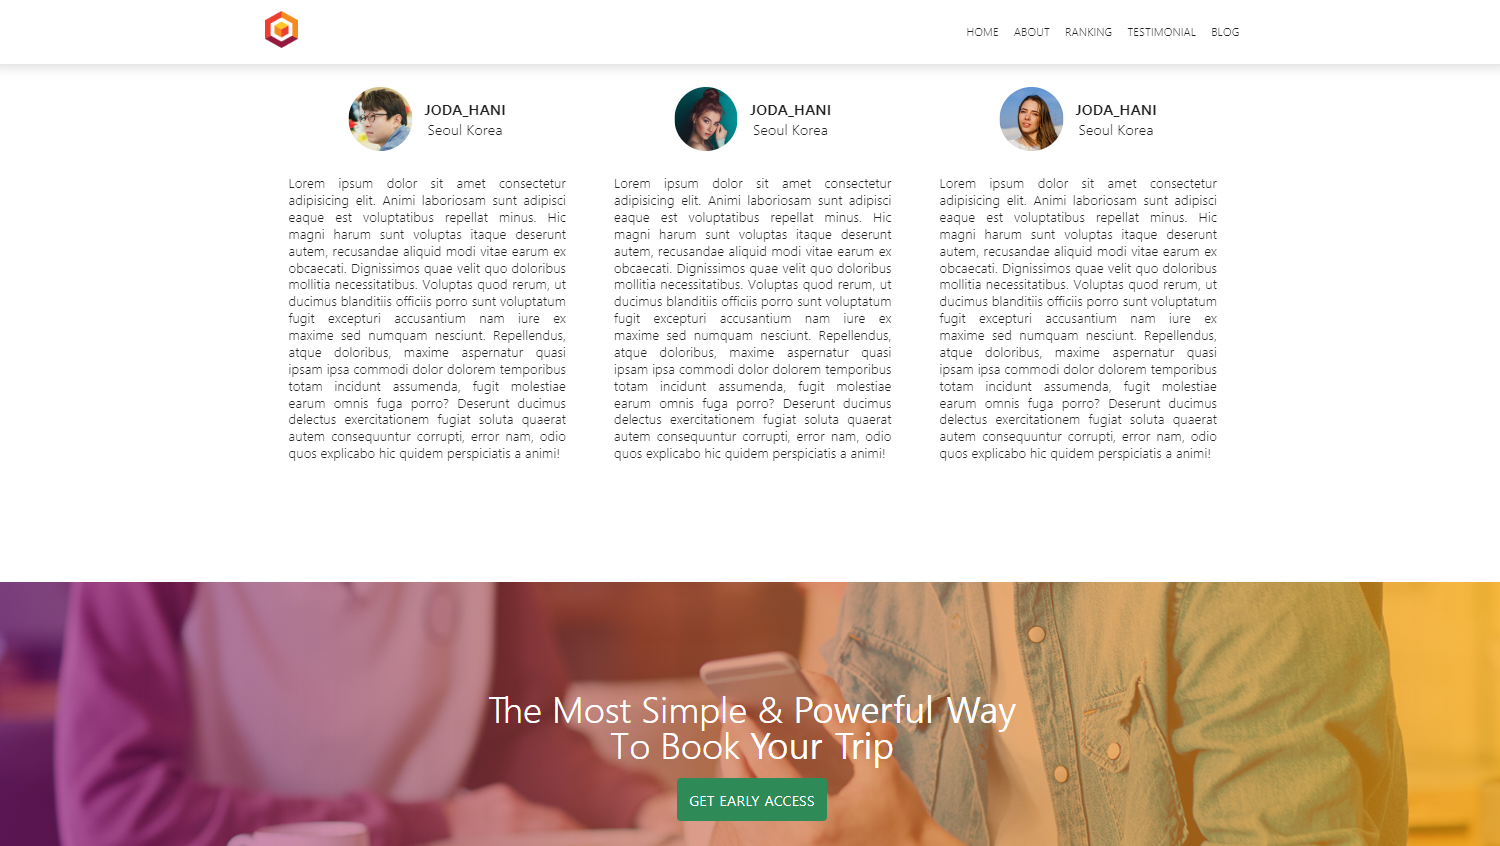 HOME ABOUT RANKING TESTIMONIAL BLOG
JODA_HANI
Seoul Korea
Lorem ipsum dolor sit amet consectetur
adipisicing elit. Animi laboriosam sunt adipisci
eaque est voluptatibus repellat minus. Hic
magni harum sunt voluptas itaque deserunt
autem, recusandae aliquid modi vitae earum ex
obcaecati. Dignissimos quae velit quo doloribus
mollitia necessitatibus. Voluptas quod rerum, ut
ducimus blanditiis officiis porro sunt voluptatum
fugit excepturi accusantium nam iure ex
maxime sed numquam nesciunt. Repellendus,
atque doloribus, maxime aspernatur quasi
ipsam ipsa commodi dolor dolorem temporibus
totam incidunt assumenda, fugit molestiae
earum omnis fuga porro? Deserunt ducimus
delectus exercitationem fugiat soluta quaerat
autem consequuntur corrupti, error nam, odio
quos explicabo hic quidem perspiciatis a animi!
JODA_HANI
Seoul Korea
Lorem ipsum dolor sit amet consectetur
adipisicing elit. Animi laboriosam sunt adipisci
eaque est voluptatibus repellat minus. Hic
magni harum sunt voluptas itaque deserunt
autem, recusandae aliquid modi vitae earum ex
obcaecati. Dignissimos quae velit quo doloribus
mollitia necessitatibus. Voluptas quod rerum, ut
ducimus blanditiis officiis porro sunt voluptatum
fugit excepturi accusantium nam iure ex
maxime sed numquam nesciunt. Repellendus,
atque doloribus, maxime aspernatur quasi
ipsam ipsa commodi dolor dolorem temporibus
totam incidunt assumenda, fugit molestiae
earum omnis fuga porro? Deserunt ducimus
delectus exercitationem fugiat soluta quaerat
autem consequuntur corrupti, error nam, odio
quos explicabo hic quidem perspiciatis a animi!
JODA_HANI
Seoul Korea
Lorem ipsum dolor sit amet consectetur
adipisicing elit. Animi laboriosam sunt adipisci
eaque est voluptatibus repellat minus. Hic
magni harum sunt voluptas itaque deserunt
autem, recusandae aliquid modi vitae earum ex
obcaecati. Dignissimos quae velit quo doloribus
mollitia necessitatibus. Voluptas quod rerum, ut
ducimus blanditiis officiis porro sunt voluptatum
fugit excepturi accusantium nam iure ex
maxime sed numquam nesciunt. Repellendus,
atque doloribus, maxime aspernatur quasi
ipsam ipsa commodi dolor dolorem temporibus
totam incidunt assumenda, fugit molestiae
earum omnis fuga porro? Deserunt ducimus
delectus exercitationem fugiat soluta quaerat
autem consequuntur corrupti, error nam, odio
quos explicabo hic quidem perspiciatis a animi!
The Most Simple & Powerful Way
To Book Your Trip
GET EARLY ACCESS